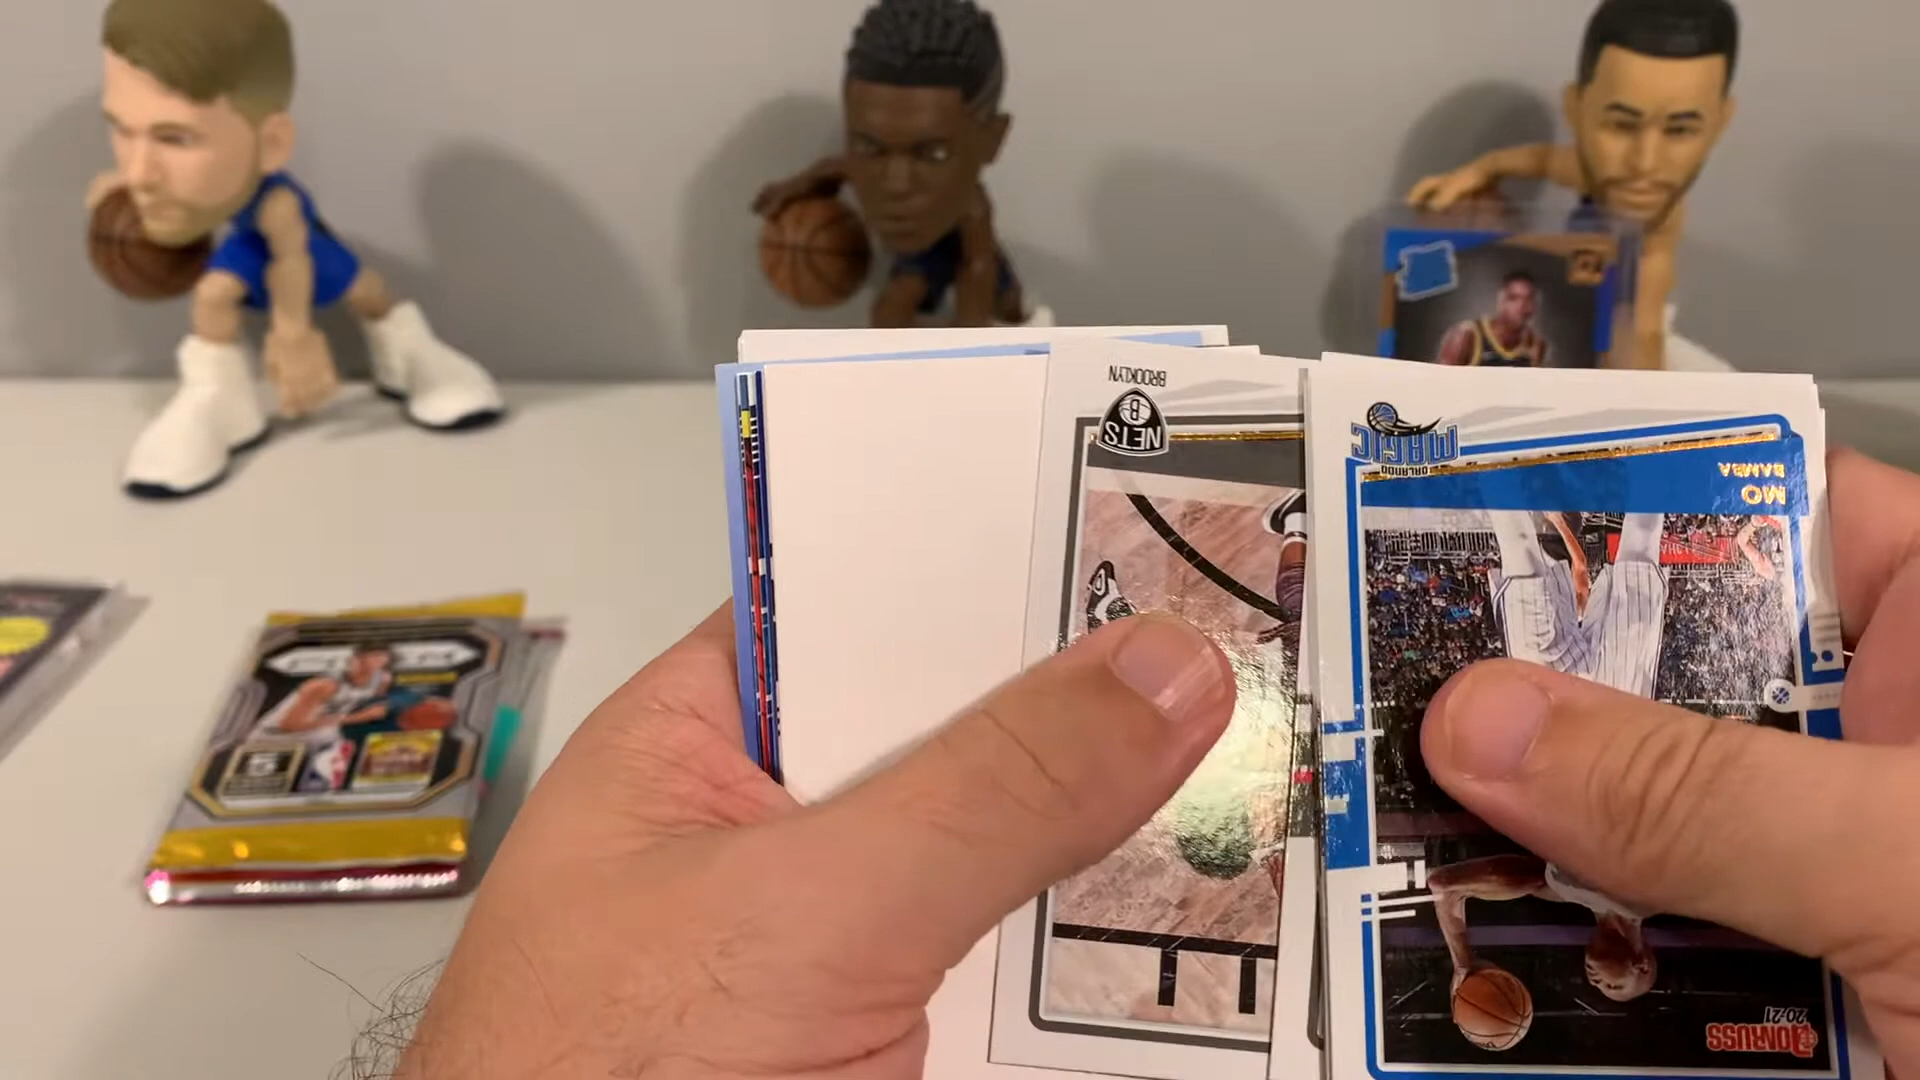 BROOKLYN
NETS
B
ORLANDO
MAGIC
MO
BAMBA
20-21
DONRUSS